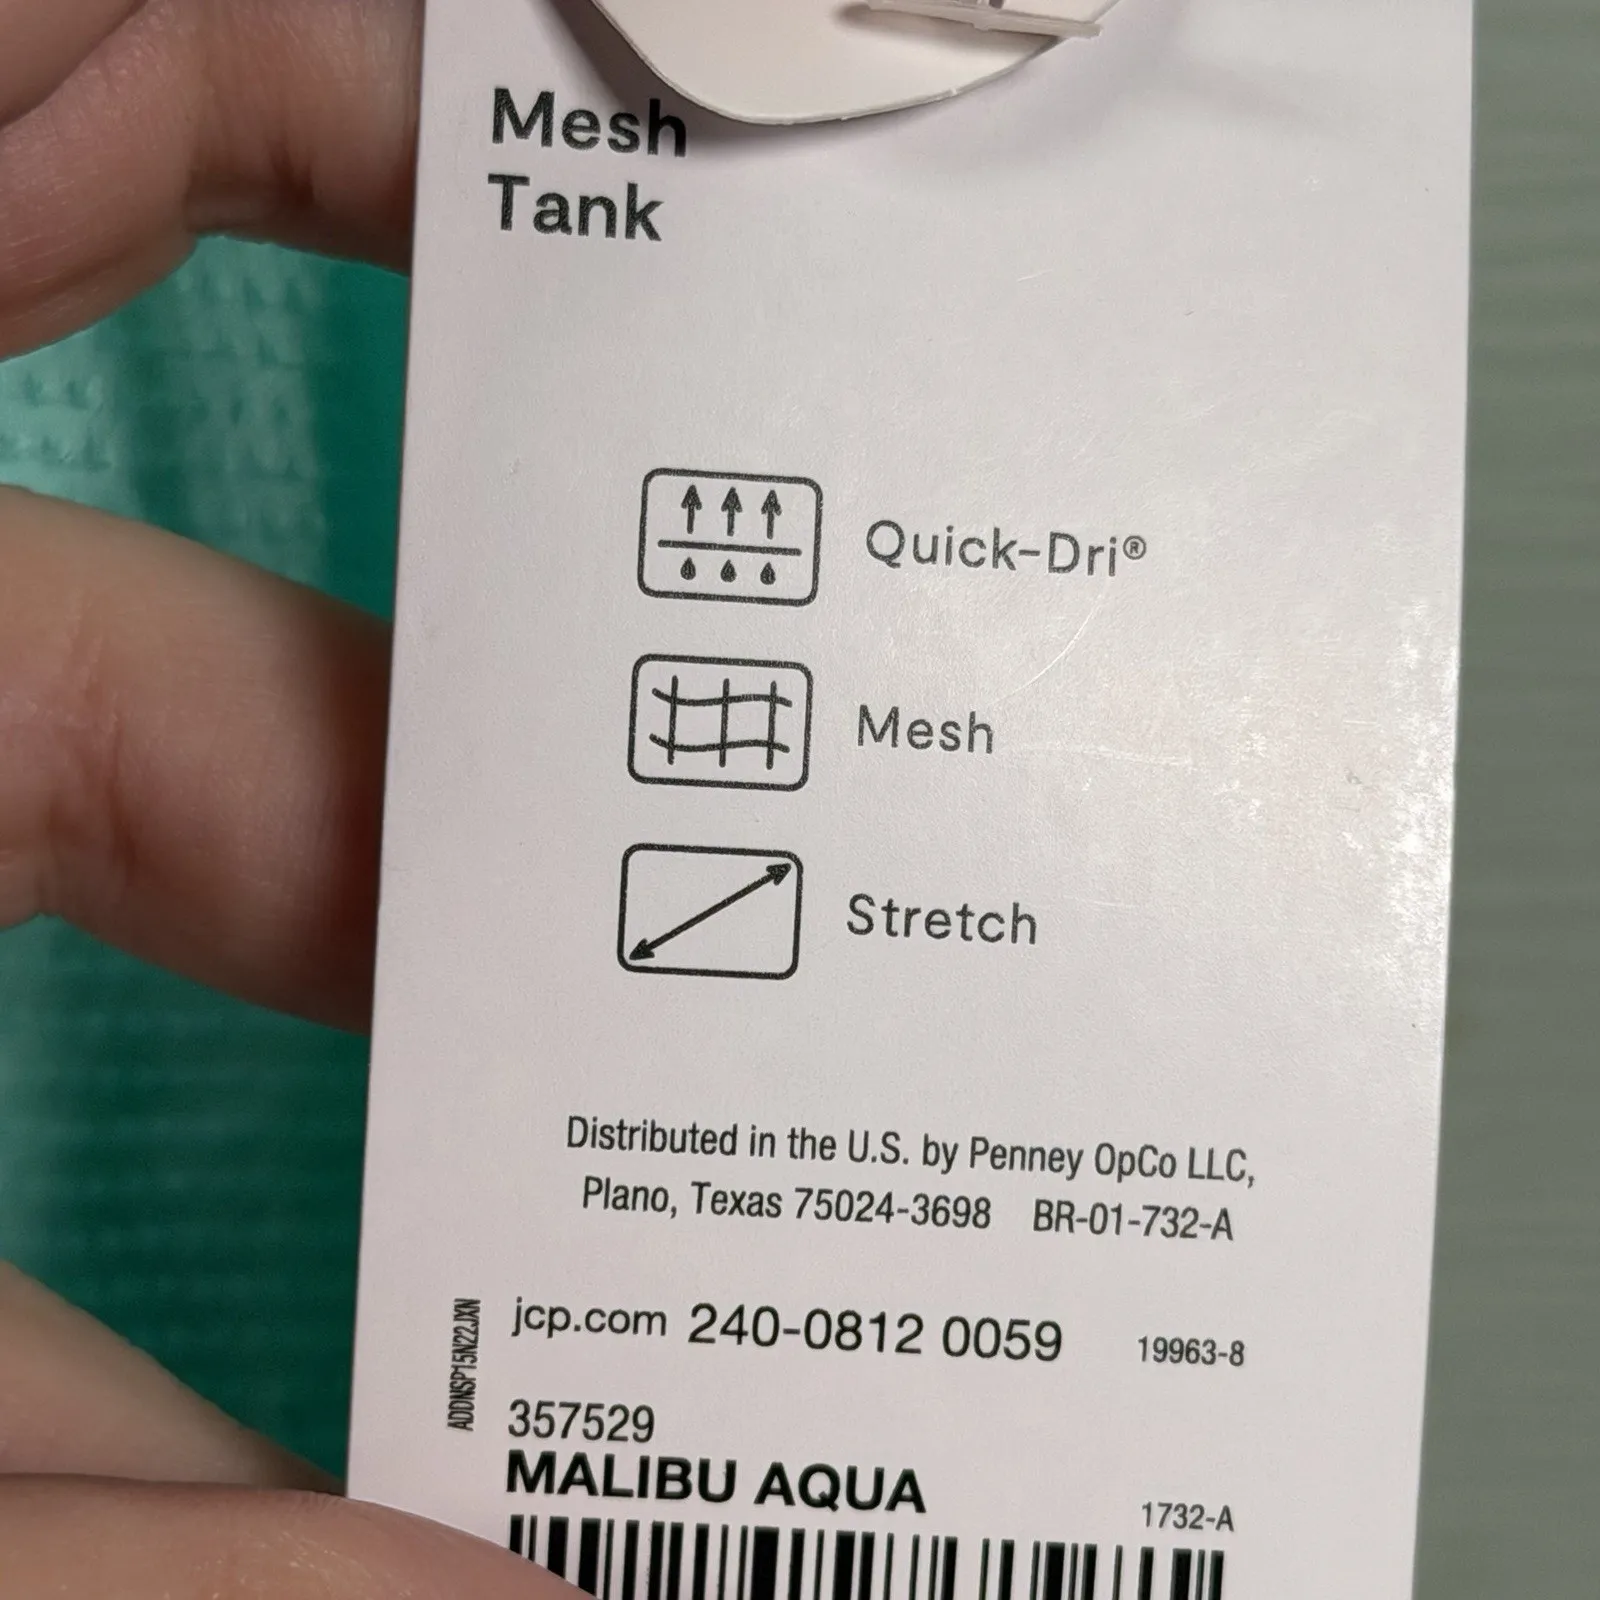 Mesh
Tank
Quick-Dri®
Mesh
Stretch
Distributed in the U.S. by Penney OpCo LLC,
Plano, Texas 75024-3698 BR-01-732-A
ADDNSP15N22JXN
jcp.com 240-0812 0059 19963-8
357529
MALIBU AQUA
1732-A